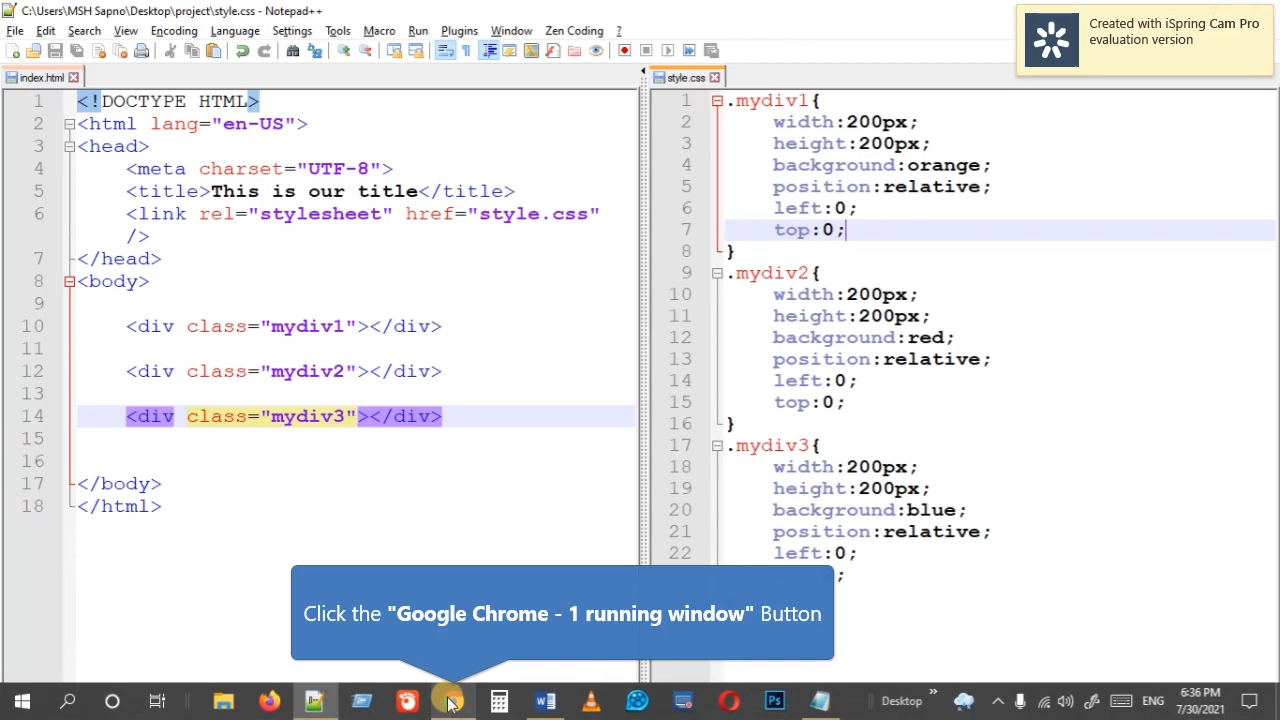 C:\Users\MSH Sapno\Desktop\project\style.css - Notepad++
File Edit Search View Encoding Language Settings Tools Macro Run Plugins Window Zen Coding ?
Created with iSpring Cam Pro
evaluation version
index.html
1 <!DOCTYPE HTML>
2 <html lang="en-US">
3 <head>
4 <meta charset="UTF-8">
5 <title>This is our title</title>
6 <link rel="stylesheet" href="style.css"
/>
7 </head>
8 <body>
9
10 <div class="mydiv1"></div>
11
12 <div class="mydiv2"></div>
13
14 <div class="mydiv3"></div>
15
16
17 </body>
18 </html>
style.css
1 .mydiv1{
2 width:200px;
3 height:200px;
4 background:orange;
5 position:relative;
6 left:0;
7 top:0;
8 }
9 .mydiv2{
10 width:200px;
11 height:200px;
12 background:red;
13 position:relative;
14 left:0;
15 top:0;
16 }
17 .mydiv3{
18 width:200px;
19 height:200px;
20 background:blue;
21 position:relative;
22 left:0;
;
Click the "Google Chrome - 1 running window" Button
W
Ps
Desktop
ENG
6:36 PM
7/30/2021